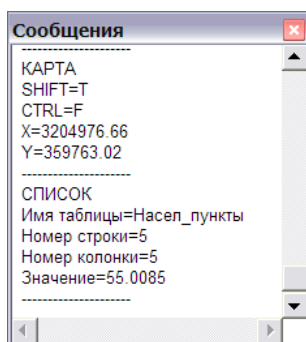 Сообщения
----------------------
КАРТА
SHIFT=T
CTRL=F
X=3204976.66
Y=359763.02
----------------------
СПИСОК
Имя таблицы=Насел_пункты
Номер строки=5
Номер колонки=5
Значение=55.0085
----------------------